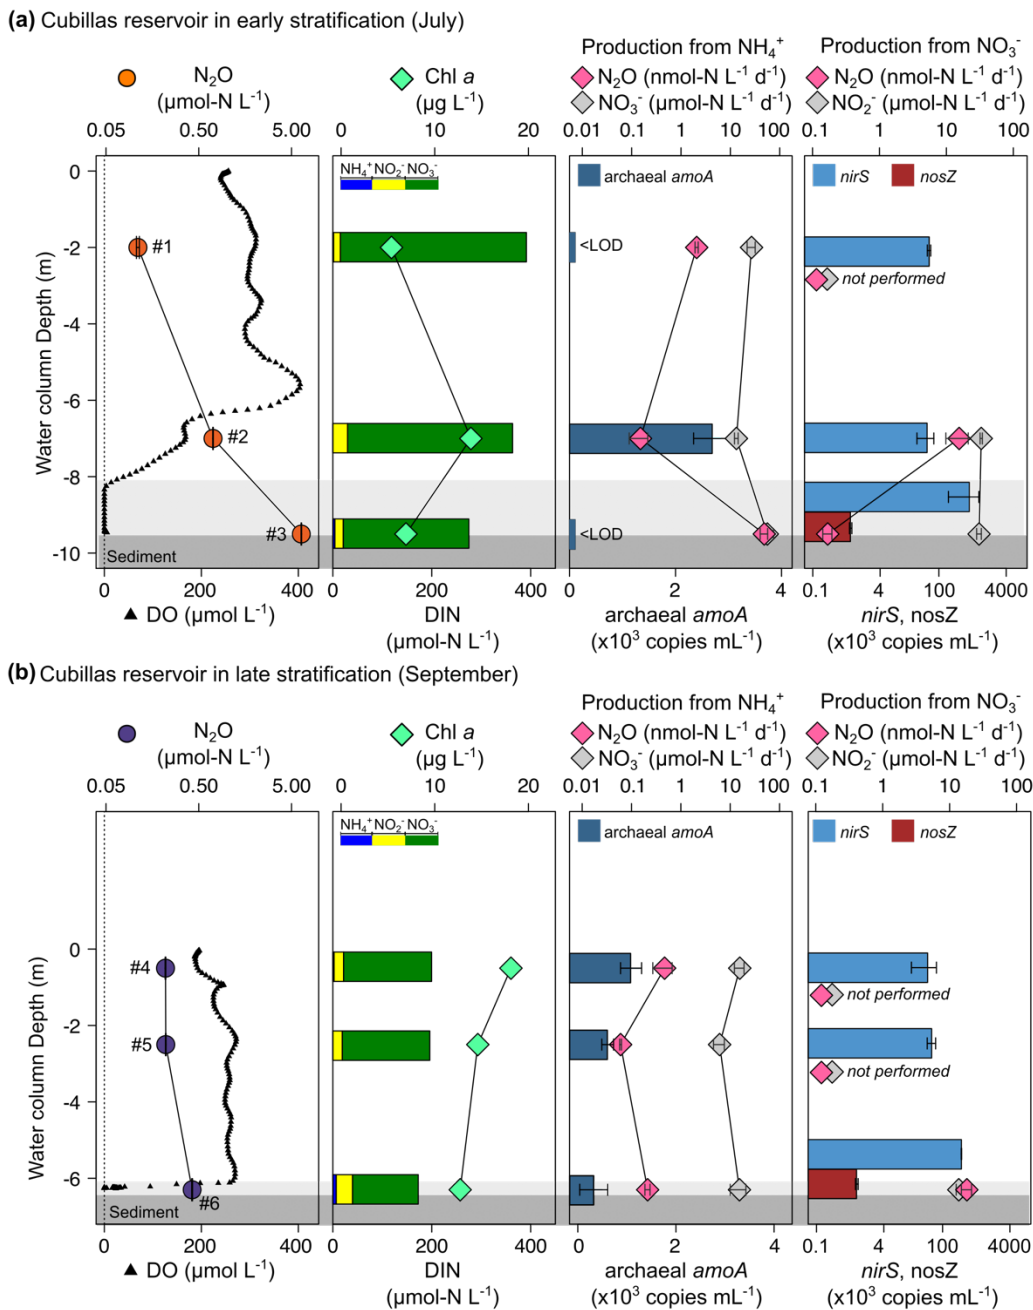 (a) Cubillas reservoir in early stratification (July)
N₂O
(µmol-N L⁻¹)
Chl a
(µg L⁻¹)
Production from NH₄⁺
N₂O (nmol-N L⁻¹ d⁻¹)
NO₃⁻ (µmol-N L⁻¹ d⁻¹)
Production from NO₃⁻
N₂O (nmol-N L⁻¹ d⁻¹)
NO₂⁻ (µmol-N L⁻¹ d⁻¹)
0.05 0.50 5.00
0 10 20
0.01 0.1 2 10 100
0.1 1 10 100
NH₄⁺ NO₂⁻ NO₃⁻
archaeal amoA
nirS nosZ
Water column Depth (m)
0
-2
-4
-6
-8
-10
#1
#2
#3
<LOD
<LOD
not performed
Sediment
0 200 400
0 200 400
0 2 4
0.1 4 100 4000
▲ DO (µmol L⁻¹)
DIN
(µmol-N L⁻¹)
archaeal amoA
(x10³ copies mL⁻¹)
nirS, nosZ
(x10³ copies mL⁻¹)
(b) Cubillas reservoir in late stratification (September)
N₂O
(µmol-N L⁻¹)
Chl a
(µg L⁻¹)
Production from NH₄⁺
N₂O (nmol-N L⁻¹ d⁻¹)
NO₃⁻ (µmol-N L⁻¹ d⁻¹)
Production from NO₃⁻
N₂O (nmol-N L⁻¹ d⁻¹)
NO₂⁻ (µmol-N L⁻¹ d⁻¹)
0.05 0.50 5.00
0 10 20
0.01 0.1 2 10 100
0.1 1 10 100
NH₄⁺ NO₂⁻ NO₃⁻
archaeal amoA
nirS nosZ
Water column Depth (m)
0
-2
-4
-6
#4
#5
#6
not performed
not performed
Sediment
0 200 400
0 200 400
0 2 4
0.1 4 100 4000
▲ DO (µmol L⁻¹)
DIN
(µmol-N L⁻¹)
archaeal amoA
(x10³ copies mL⁻¹)
nirS, nosZ
(x10³ copies mL⁻¹)